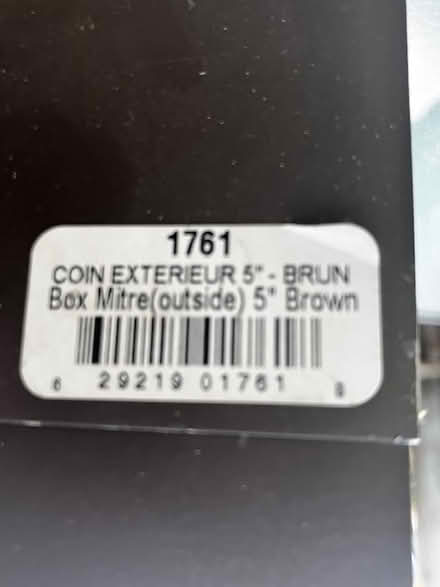 1761
COIN EXTERIEUR 5" - BRUN
Box Mitre(outside) 5" Brown
6 29219 01761 8